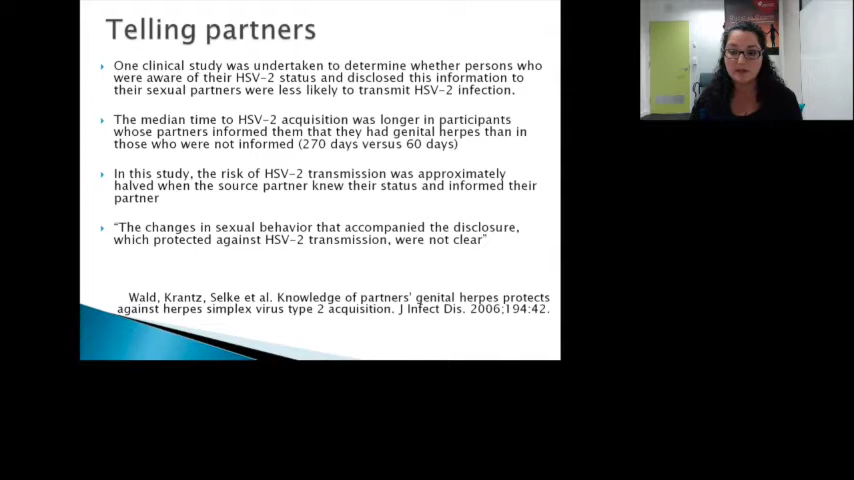 Telling partners
One clinical study was undertaken to determine whether persons who
were aware of their HSV-2 status and disclosed this information to
their sexual partners were less likely to transmit HSV-2 infection.
The median time to HSV-2 acquisition was longer in participants
whose partners informed them that they had genital herpes than in
those who were not informed (270 days versus 60 days)
In this study, the risk of HSV-2 transmission was approximately
halved when the source partner knew their status and informed their
partner
“The changes in sexual behavior that accompanied the disclosure,
which protected against HSV-2 transmission, were not clear”
Wald, Krantz, Selke et al. Knowledge of partners' genital herpes protects
against herpes simplex virus type 2 acquisition. J Infect Dis. 2006;194:42.